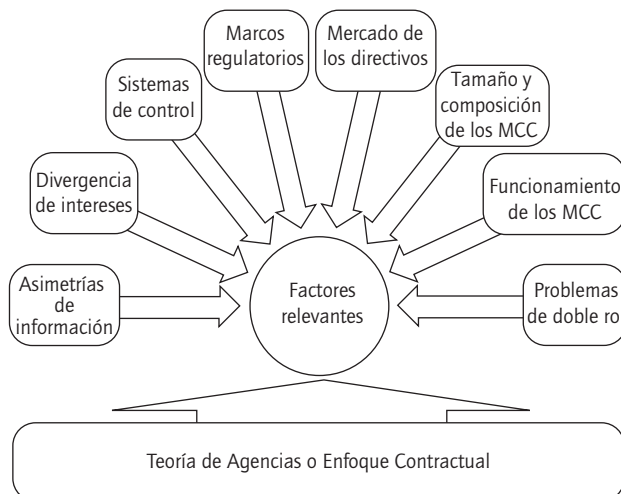 Marcos
regulatorios
Mercado de
los directivos
Sistemas
de control
Tamaño y
composición
de los MCC
Divergencia
de intereses
Funcionamiento
de los MCC
Asimetrías
de
información
Factores
relevantes
Problemas
de doble ro
Teoría de Agencias o Enfoque Contractual